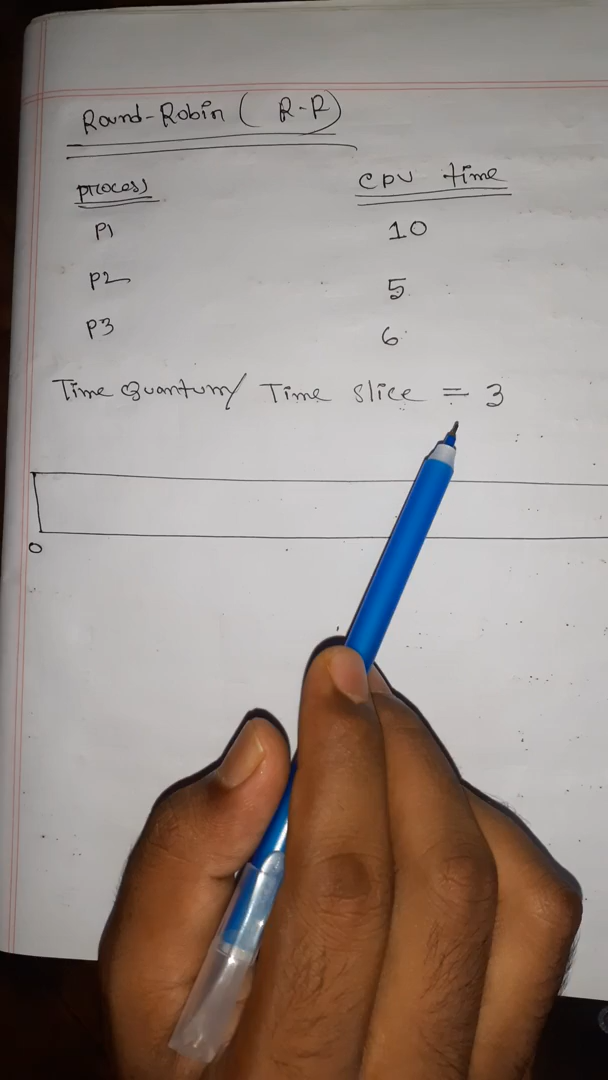 Round-Robin ( R-R)
process CPU time
P1 10
P2 5
P3 6
Time Quantum/ Time slice = 3
0